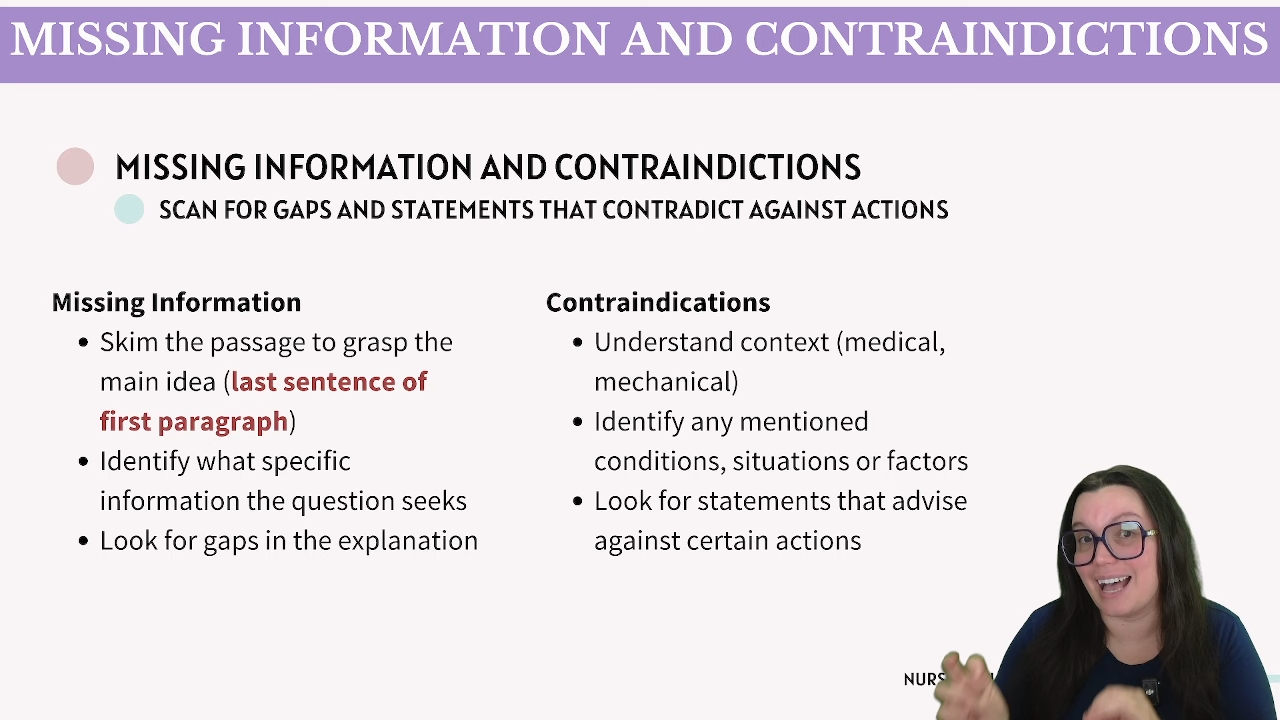 MISSING INFORMATION AND CONTRAINDICTIONS
MISSING INFORMATION AND CONTRAINDICTIONS
SCAN FOR GAPS AND STATEMENTS THAT CONTRADICT AGAINST ACTIONS
Missing Information
• Skim the passage to grasp the
main idea (last sentence of
first paragraph)
• Identify what specific
information the question seeks
• Look for gaps in the explanation
Contraindications
• Understand context (medical,
mechanical)
• Identify any mentioned
conditions, situations or factors
• Look for statements that advise
against certain actions